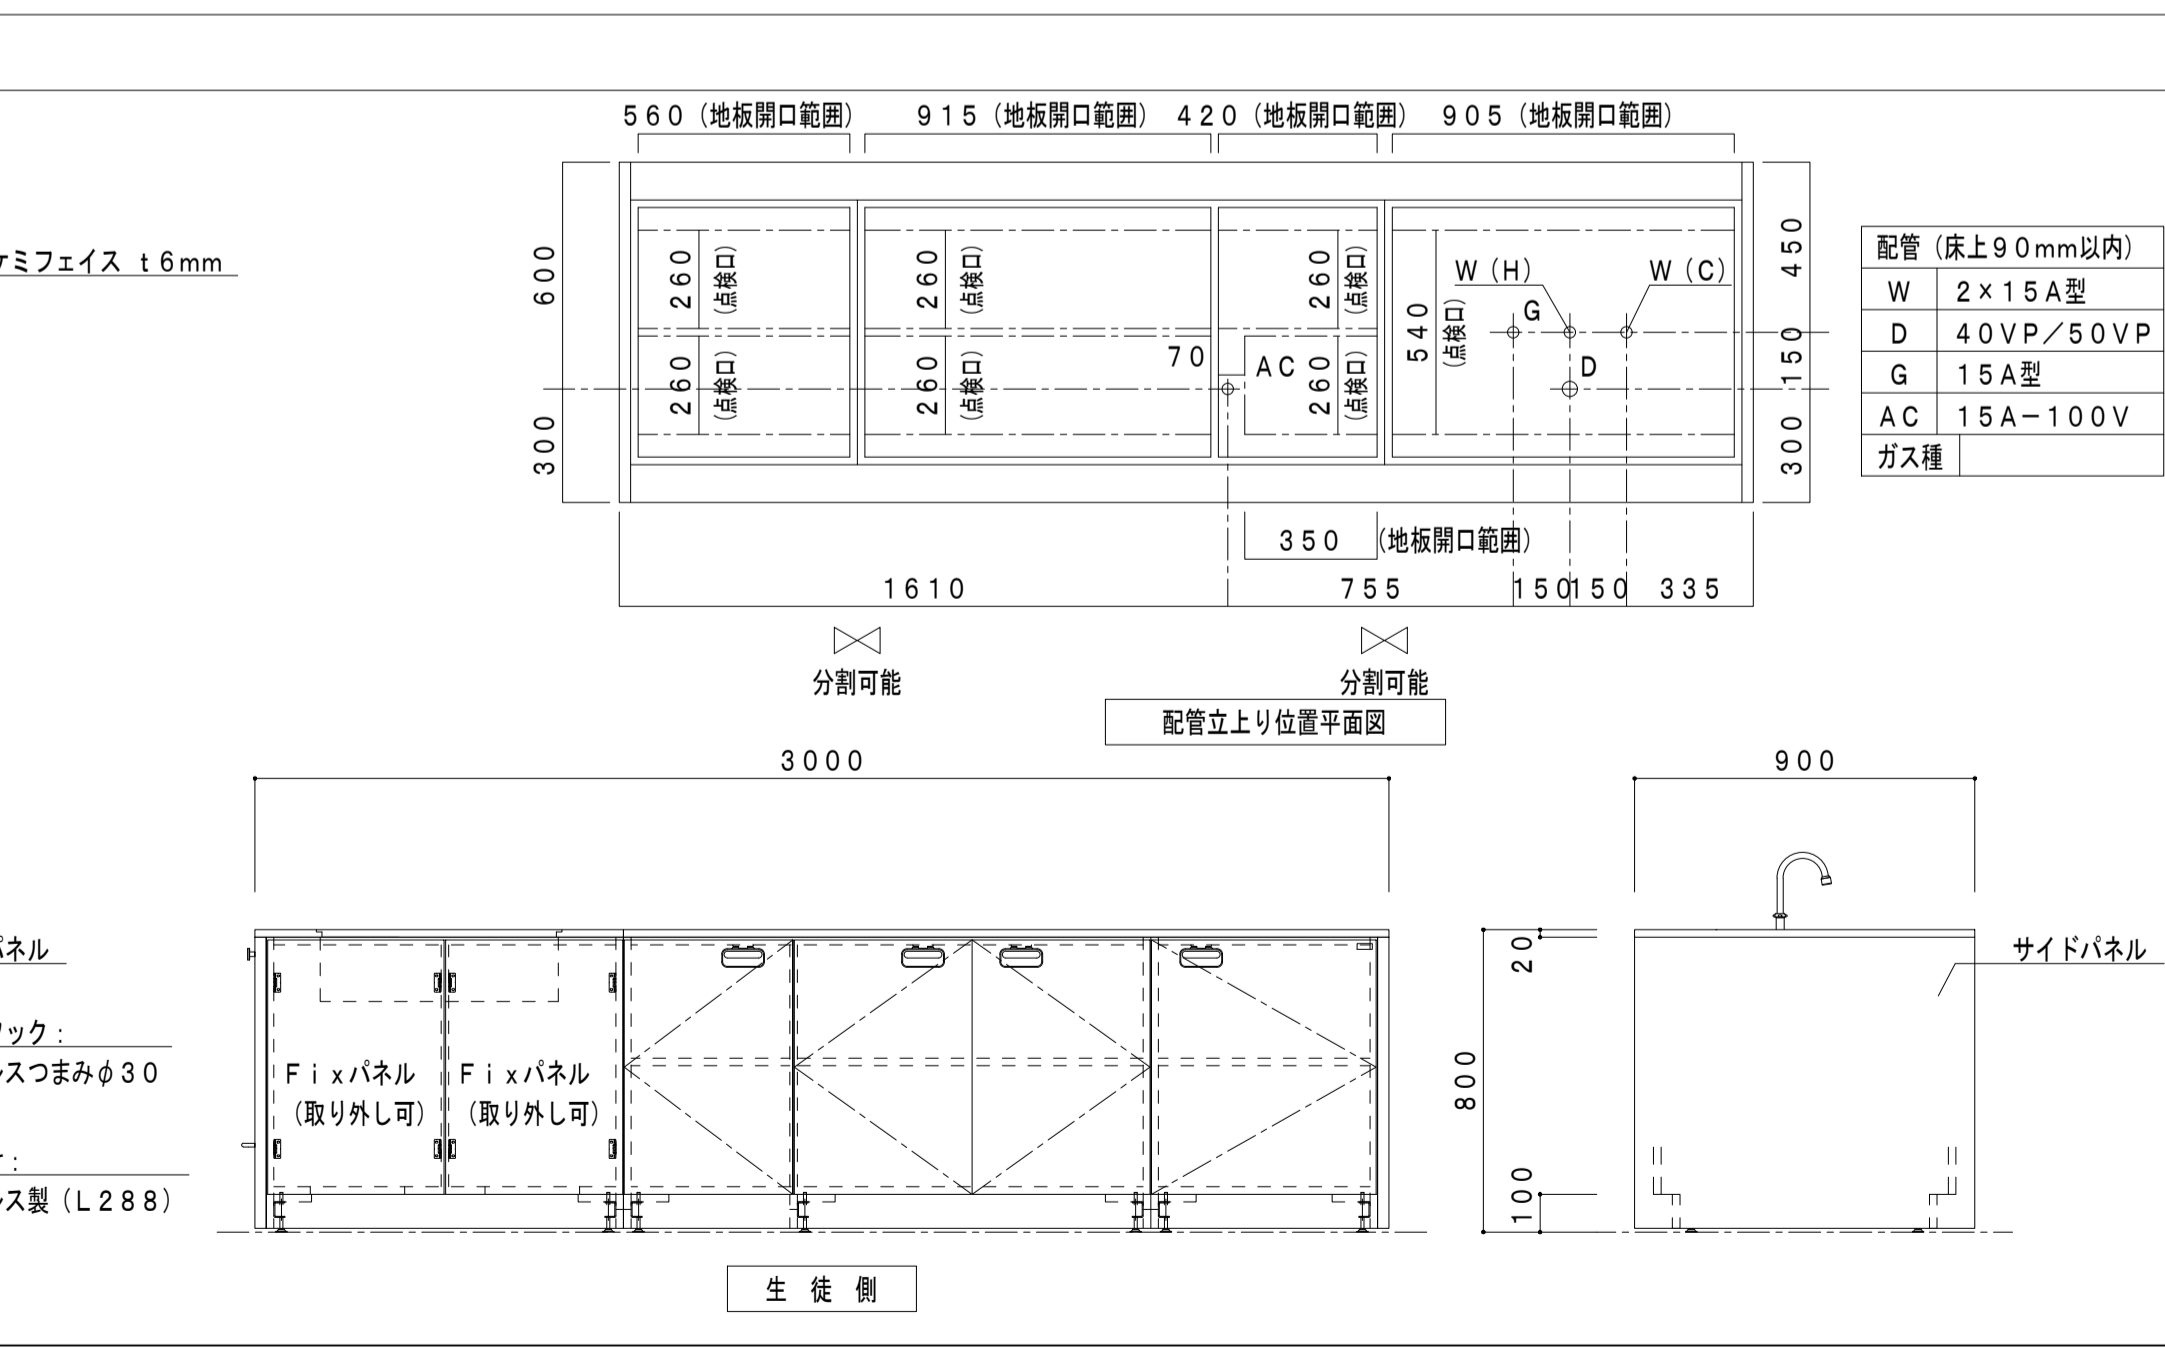 560（地板開口範囲）
915（地板開口範囲）
420（地板開口範囲）
905（地板開口範囲）
ケミフェイス ｔ6mm
600
300
260
（点検口）
260
（点検口）
260
（点検口）
260
（点検口）
260
（点検口）
260
（点検口）
70
AC
540
（点検口）
W（H）
W（C）
G
D
450
150
300
配管（床上90mm以内）
W 2×15A型
D 40VP／50VP
G 15A型
AC 15A－100V
ガス種
350 （地板開口範囲）
1610
755
150
150
335
分割可能
分割可能
配管立上り位置平面図
3000
900
パネル
ック：
スつまみφ30
：
ス製（L288）
Ｆｉｘパネル
（取り外し可）
Ｆｉｘパネル
（取り外し可）
800
20
100
サイドパネル
生 徒 側